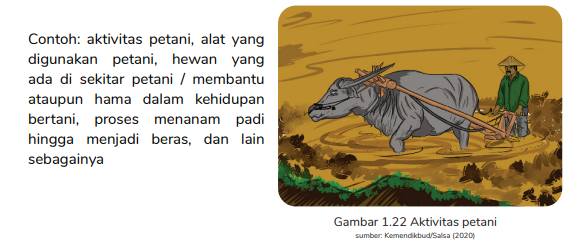 Contoh: aktivitas petani, alat yang
digunakan petani, hewan yang
ada di sekitar petani / membantu
ataupun hama dalam kehidupan
bertani, proses menanam padi
hingga menjadi beras, dan lain
sebagainya
Gambar 1.22 Aktivitas petani
sumber: Kemendikbud/Salsa (2020)